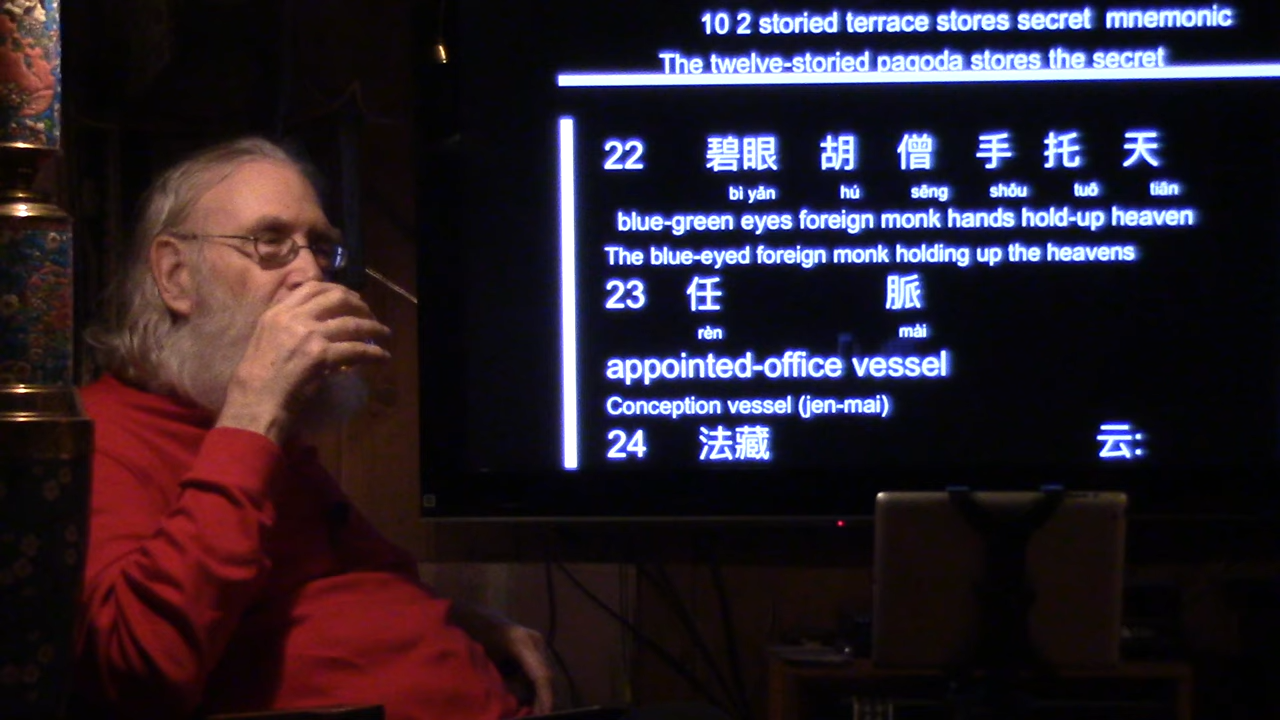 10 2 storied terrace stores secret mnemonic
The twelve-storied pagoda stores the secret
22 碧眼 胡 僧 手 托 天
bì yǎn hú sēng shǒu tuō tiān
blue-green eyes foreign monk hands hold-up heaven
The blue-eyed foreign monk holding up the heavens
23 任 脈
rèn mài
appointed-office vessel
Conception vessel (jen-mai)
24 法藏 云: